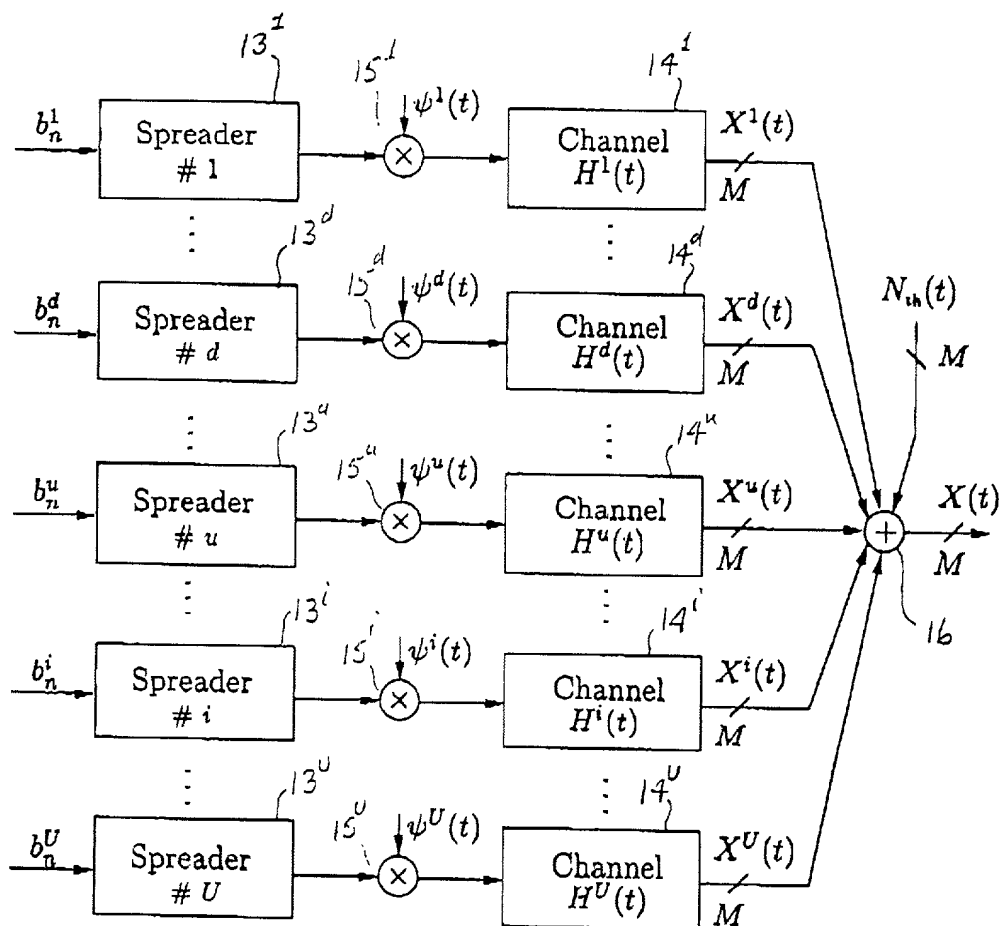 13^1 15^1 ψ^1(t) 14^1
b_n^1 Spreader # 1 × Channel H^1(t) X^1(t) M
13^d 15^d ψ^d(t) 14^d
b_n^d Spreader # d × Channel H^d(t) X^d(t) M
N_th(t) M
13^u 15^u ψ^u(t) 14^u
b_n^u Spreader # u × Channel H^u(t) X^u(t) M
+ X(t) M
16
13^i 15^i ψ^i(t) 14^i
b_n^i Spreader # i × Channel H^i(t) X^i(t) M
13^U 15^U ψ^U(t) 14^U
b_n^U Spreader # U × Channel H^U(t) X^U(t) M